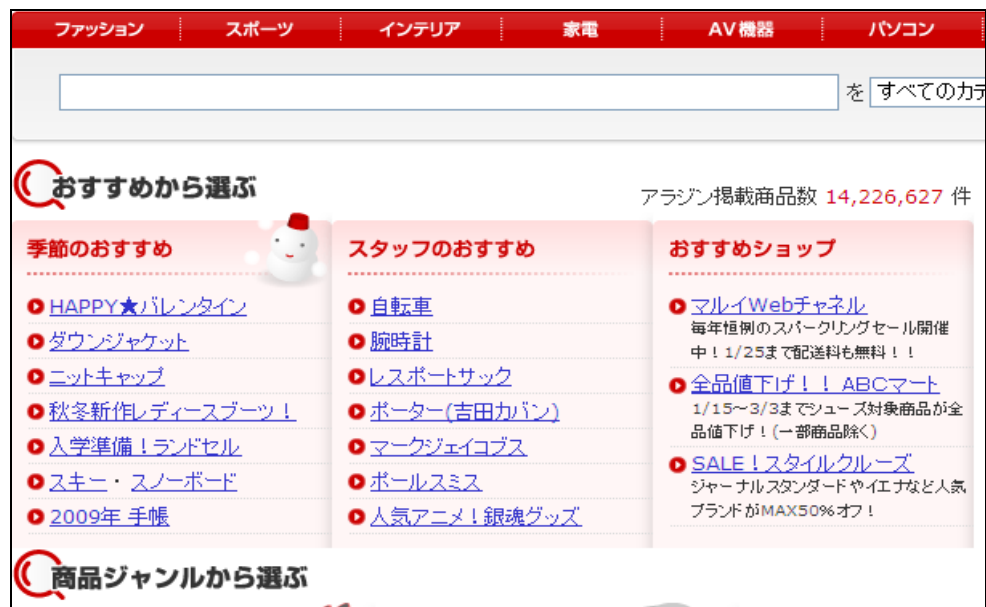 ファッション スポーツ インテリア 家電 AV機器 パソコン
を すべてのカテ
おすすめから選ぶ
アラジン掲載商品数 14,226,627 件
季節のおすすめ
HAPPY★バレンタイン
ダウンジャケット
ニットキャップ
秋冬新作レディースブーツ！
入学準備！ランドセル
スキー・ スノーボード
2009年 手帳
スタッフのおすすめ
自転車
腕時計
レスポートサック
ポーター(吉田カバン)
マークジェイコブス
ポールスミス
人気アニメ！銀魂グッズ
おすすめショップ
マルイWebチャネル
毎年恒例のスパークリングセール開催
中！1/25まで配送料も無料！！
全品値下げ！！ ABCマート
1/15～3/3までシューズ対象商品が全
品値下げ！(一部商品除く)
SALE！スタイルクルーズ
ジャーナルスタンダードやイエナなど人気
ブランドがMAX50%オフ！
商品ジャンルから選ぶ